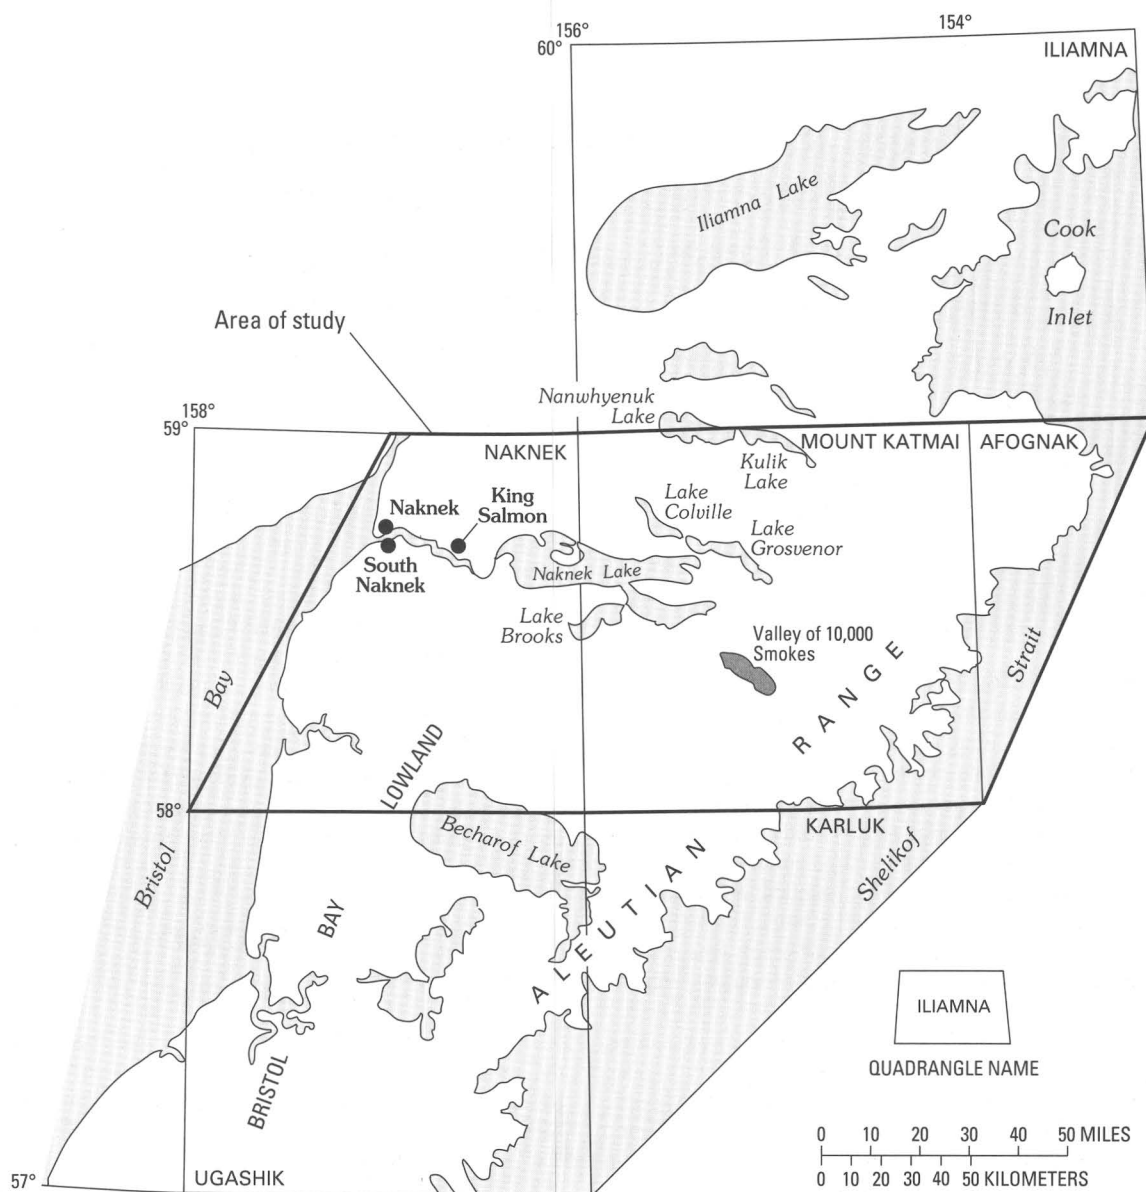 156°
154°
60°
ILIAMNA
Iliamna Lake
Cook
Inlet
Area of study
Nanwhyenuk
Lake
158°
59°
NAKNEK
MOUNT KATMAI
AFOGNAK
Kulik
Lake
Lake
Colville
King
Salmon
Naknek
Lake
Grosvenor
South
Naknek
Naknek Lake
Lake
Brooks
Valley of 10,000
Smokes
Strait
Bay
RANGE
LOWLAND
58°
KARLUK
Becharof Lake
Shelikof
Bristol
ALEUTIAN
BAY
ILIAMNA
QUADRANGLE NAME
BRISTOL
0 10 20 30 40 50 MILES
0 10 20 30 40 50 KILOMETERS
57°
UGASHIK